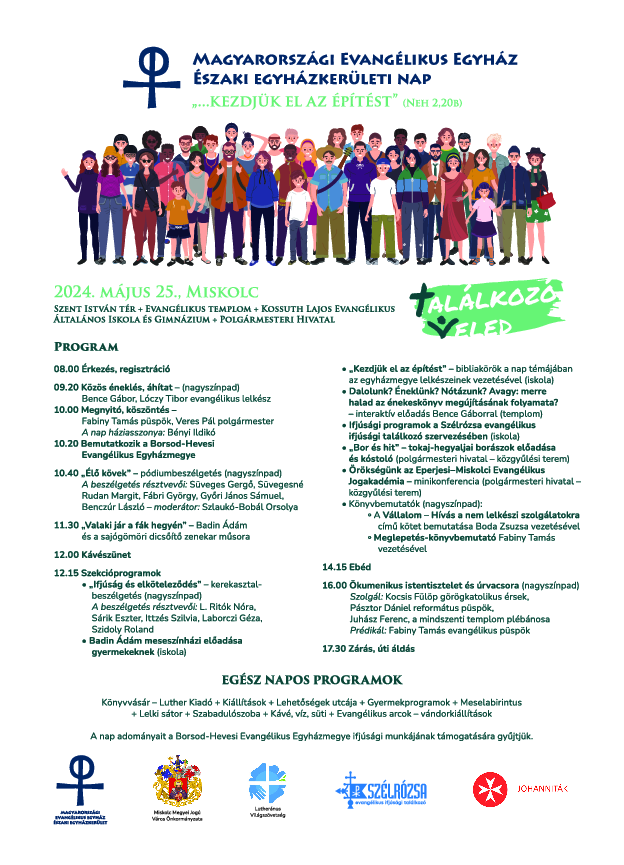 Magyarországi Evangélikus Egyház
Északi egyházkerületi nap
„...kezdjük el az építést” (Neh 2,20b)
2024. május 25., Miskolc
Szent István tér + Evangélikus templom + Kossuth Lajos Evangélikus
Általános Iskola és Gimnázium + Polgármesteri Hivatal
Találkozó
Veled
Program
08.00 Érkezés, regisztráció
09.20 Közös éneklés, áhítat – (nagyszínpad)
Bence Gábor, Lóczy Tibor evangélikus lelkész
10.00 Megnyitó, köszöntés –
Fabiny Tamás püspök, Veres Pál polgármester
A nap háziasszonya: Bényi Ildikó
10.20 Bemutatkozik a Borsod-Hevesi
Evangélikus Egyházmegye
10.40 „Élő kövek” – pódiumbeszélgetés (nagyszínpad)
A beszélgetés résztvevői: Süveges Gergő, Süvegesné
Rudan Margit, Fábri György, Győri János Sámuel,
Benczúr László – moderátor: Szlaukó-Bobál Orsolya
11.30 „Valaki jár a fák hegyén” – Badin Ádám
és a sajógömöri dicsőítő zenekar műsora
12.00 Kávészünet
12.15 Szekcióprogramok
• „Ifjúság és elköteleződés” – kerekasztal-
beszélgetés (nagyszínpad)
A beszélgetés résztvevői: L. Ritók Nóra,
Sárik Eszter, Ittzés Szilvia, Laborczi Géza,
Szidoly Roland
• Badin Ádám meseszínházi előadása
gyermekeknek (iskola)
• „Kezdjük el az építést” – bibliakörök a nap témájában
az egyházmegye lelkészeinek vezetésével (iskola)
• Dalolunk? Éneklünk? Nótázunk? Avagy: merre
halad az énekeskönyv megújításának folyamata?
– interaktív előadás Bence Gáborral (templom)
• Ifjúsági programok a Szélrózsa evangélikus
ifjúsági találkozó szervezésében (iskola)
• „Bor és hit” – tokaj-hegyaljai borászok előadása
és kóstoló (polgármesteri hivatal – közgyűlési terem)
• Örökségünk az Eperjesi–Miskolci Evangélikus
Jogakadémia – minikonferencia (polgármesteri hivatal –
közgyűlési terem)
• Könyvbemutatók (nagyszínpad):
◦ A Vállalom – Hívás a nem lelkészi szolgálatokra
című kötet bemutatása Boda Zsuzsa vezetésével
◦ Meglepetés-könyvbemutató Fabiny Tamás
vezetésével
14.15 Ebéd
16.00 Ökumenikus istentisztelet és úrvacsora (nagyszínpad)
Szolgál: Kocsis Fülöp görögkatolikus érsek,
Pásztor Dániel református püspök,
Juhász Ferenc, a mindszenti templom plébánosa
Prédikál: Fabiny Tamás evangélikus püspök
17.30 Zárás, úti áldás
Egész napos programok
Könyvvásár – Luther Kiadó + Kiállítások + Lehetőségek utcája + Gyermekprogramok + Meselabirintus
+ Lelki sátor + Szabadulószoba + Kávé, víz, süti + Evangélikus arcok – vándorkiállítások
A nap adományait a Borsod-Hevesi Evangélikus Egyházmegye ifjúsági munkájának támogatására gyűjtjük.
Magyarországi
Evangélikus Egyház
Északi Egyházkerület
Miskolc Megyei Jogú
Város Önkormányzata
Lutheránus
Világszövetség
SZÉLRÓZSA
evangélikus ifjúsági találkozó
JOHANNITÁK